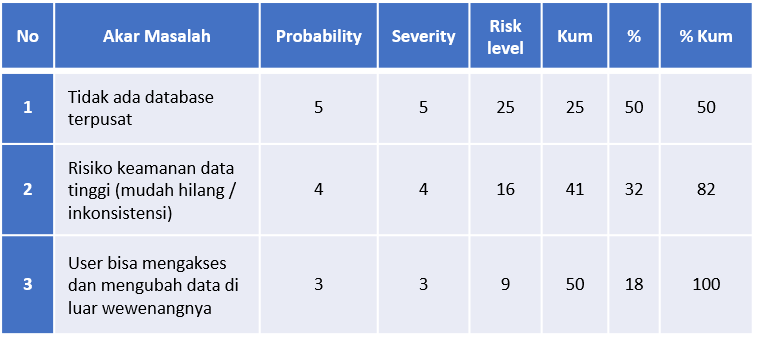 No Akar Masalah Probability Severity Risk level Kum % % Kum
1 Tidak ada database terpusat 5 5 25 25 50 50
2 Risiko keamanan data tinggi (mudah hilang / inkonsistensi) 4 4 16 41 32 82
3 User bisa mengakses dan mengubah data di luar wewenangnya 3 3 9 50 18 100